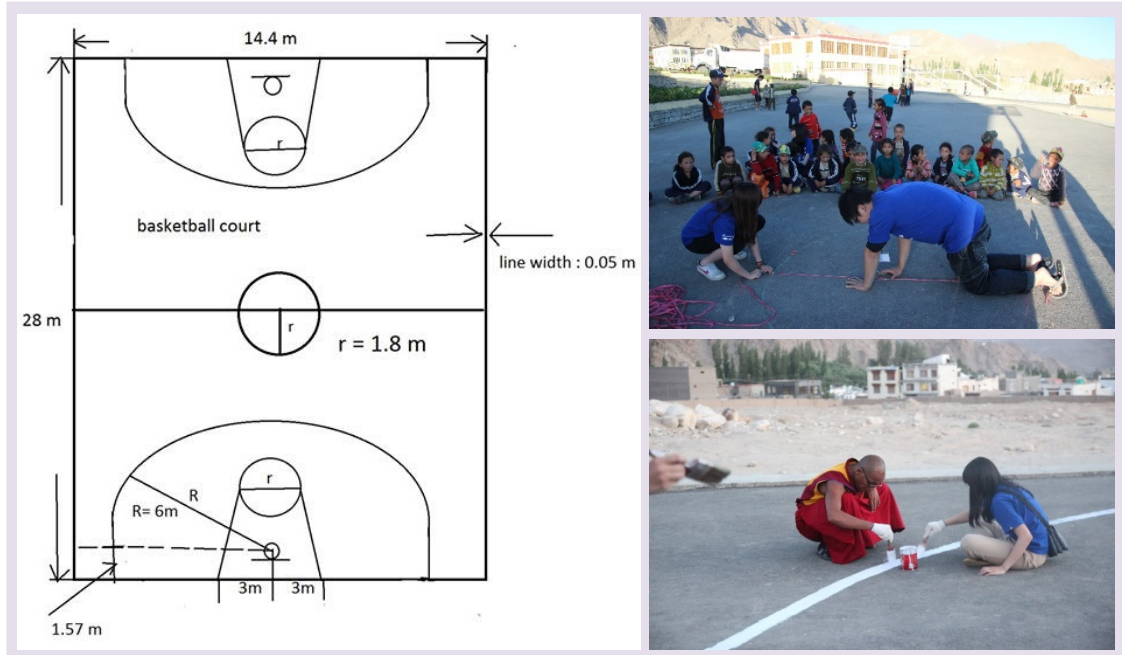 14.4 m
r
basketball court
line width : 0.05 m
28 m
r
r = 1.8 m
r
R
R= 6m
3m
3m
1.57 m